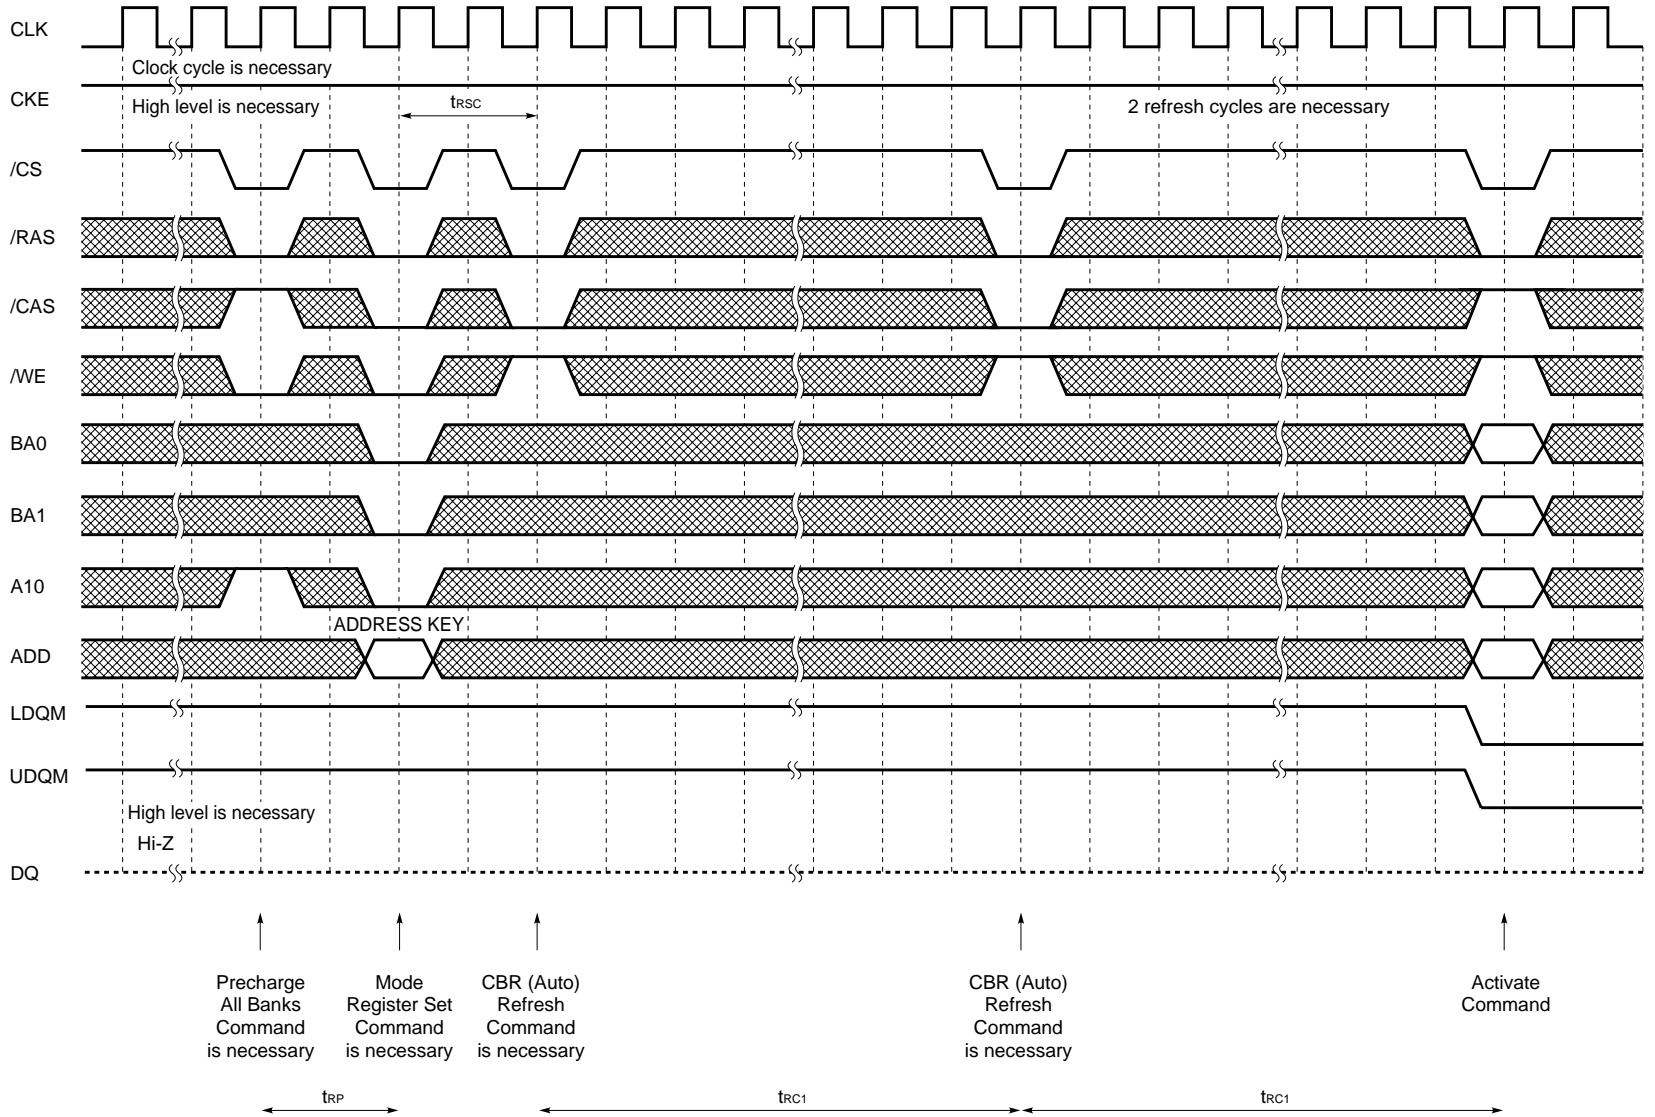 CLK
Clock cycle is necessary
CKE
High level is necessary
tRSC
2 refresh cycles are necessary
/CS
/RAS
/CAS
/WE
BA0
BA1
A10
ADDRESS KEY
ADD
LDQM
UDQM
High level is necessary
Hi-Z
DQ
Precharge
All Banks
Command
is necessary
Mode
Register Set
Command
is necessary
CBR (Auto)
Refresh
Command
is necessary
CBR (Auto)
Refresh
Command
is necessary
Activate
Command
tRP
tRC1
tRC1